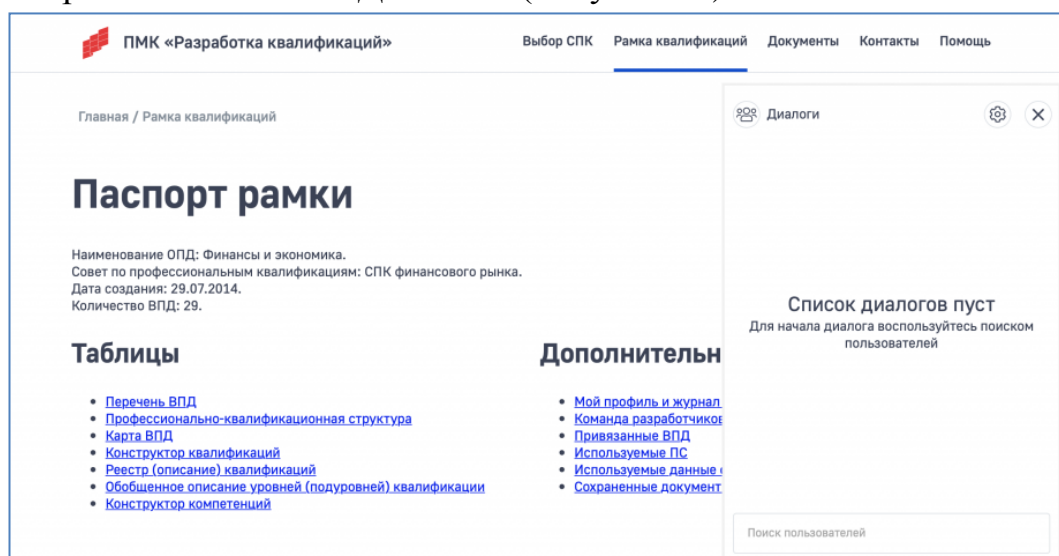 ПМК «Разработка квалификаций»
Выбор СПК Рамка квалификаций Документы Контакты Помощь
Главная / Рамка квалификаций
Паспорт рамки
Наименование ОПД: Финансы и экономика.
Совет по профессиональным квалификациям: СПК финансового рынка.
Дата создания: 29.07.2014.
Количество ВПД: 29.
Таблицы
Перечень ВПД
Профессионально-квалификационная структура
Карта ВПД
Конструктор квалификаций
Реестр (описание) квалификаций
Обобщенное описание уровней (подуровней) квалификации
Конструктор компетенций
Дополнительн
Мой профиль и журнал
Команда разработчиков
Привязанные ВПД
Используемые ПС
Используемые данные
Сохраненные документ
Диалоги
Список диалогов пуст
Для начала диалога воспользуйтесь поиском
пользователей
Поиск пользователей